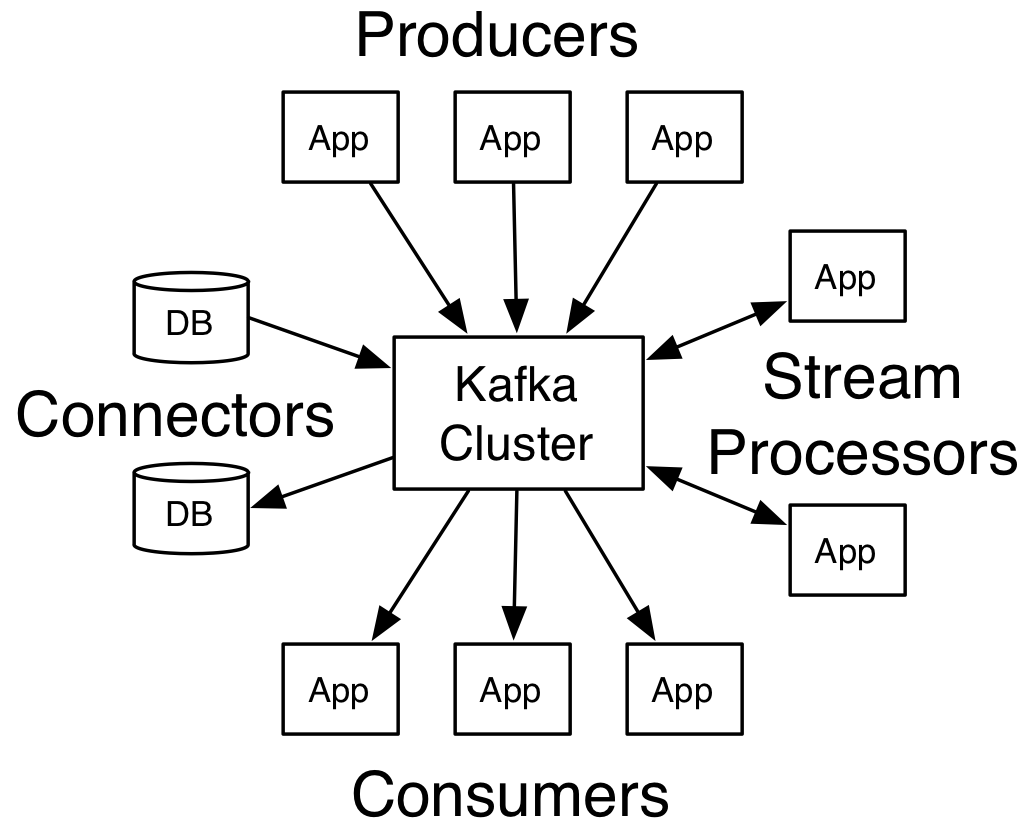 Producers
App
App
App
App
DB
Kafka
Cluster
Stream
Processors
Connectors
DB
App
App
App
App
Consumers